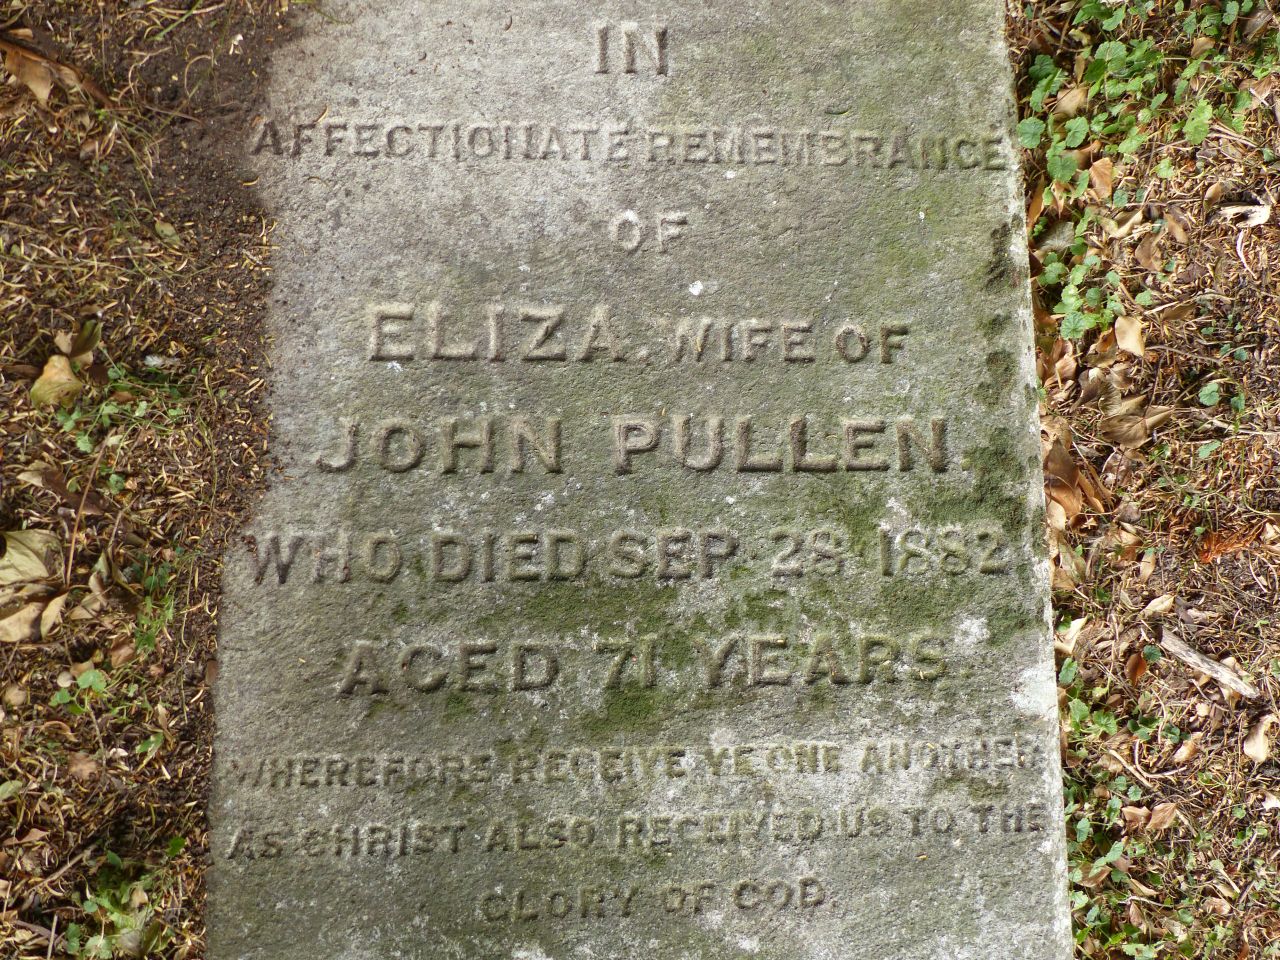 IN
AFFECTIONATE REMEMBRANCE
OF
ELIZA. WIFE OF
JOHN PULLEN.
WHO DIED SEP 28 1882
AGED 71 YEARS
WHEREFORE RECEIVE YE ONE ANOTHER
AS CHRIST ALSO RECEIVED US TO THE
GLORY OF GOD.